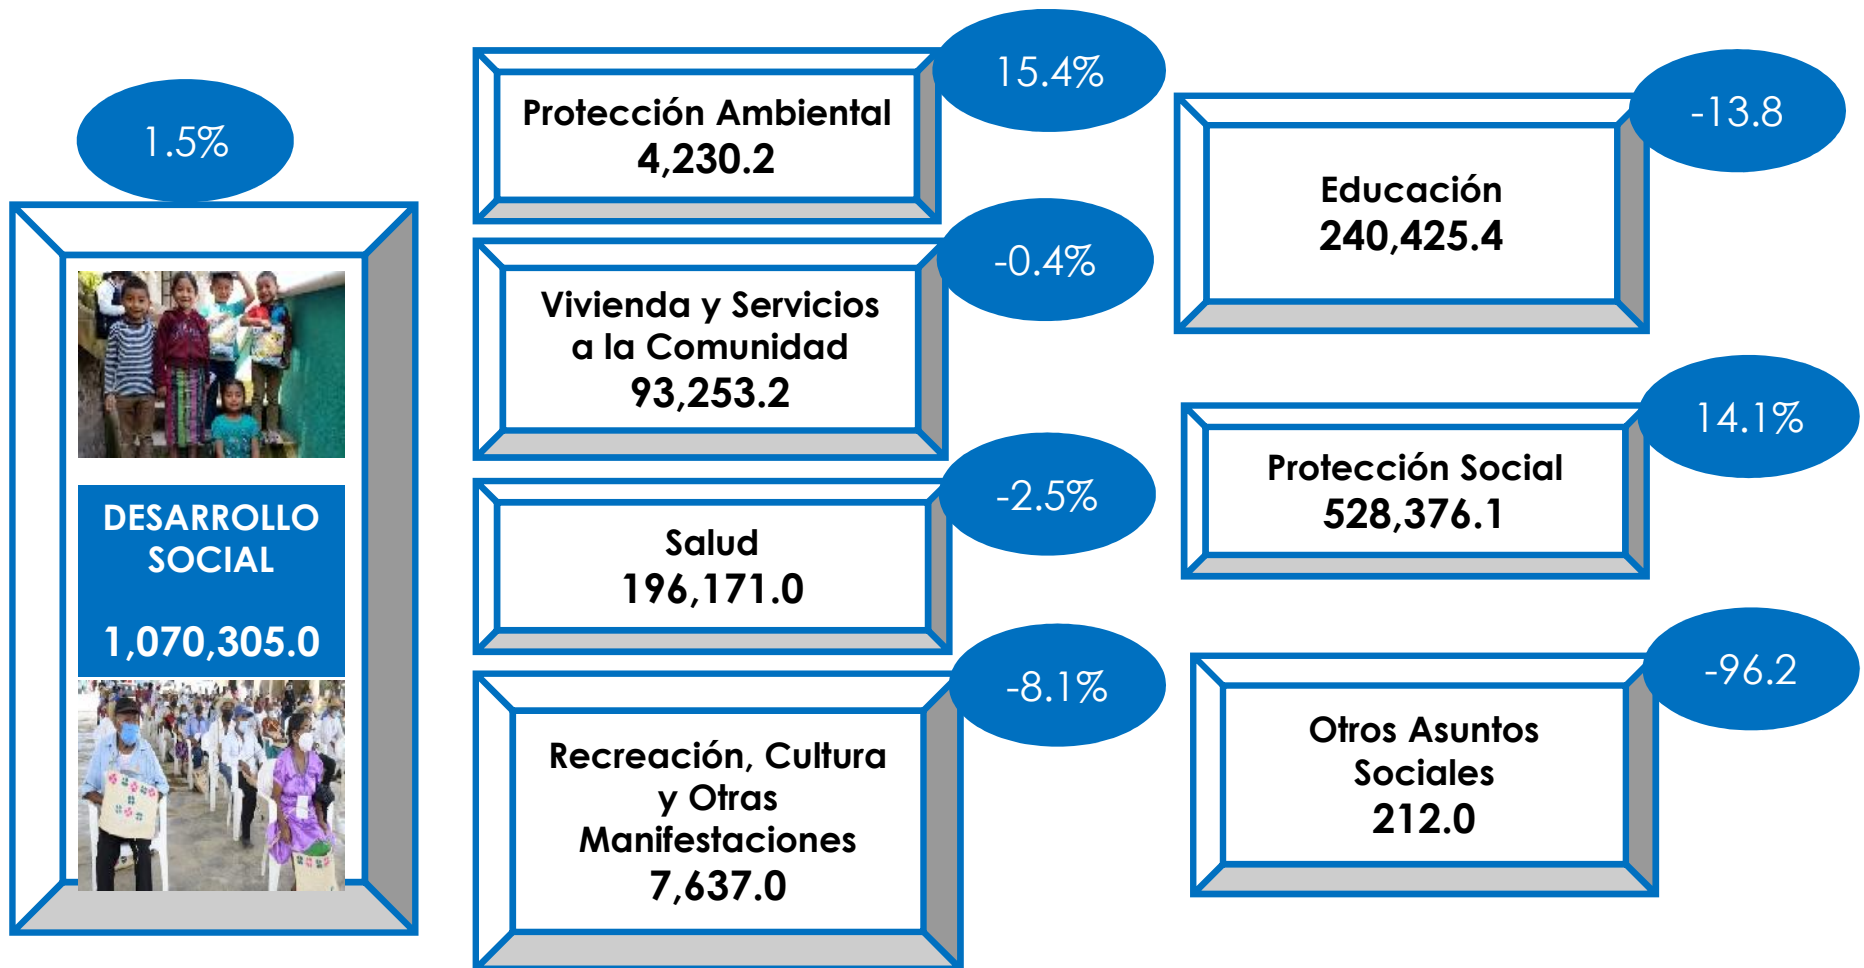 1.5%
DESARROLLO
SOCIAL
1,070,305.0
15.4%
Protección Ambiental
4,230.2
-0.4%
Vivienda y Servicios
a la Comunidad
93,253.2
-2.5%
Salud
196,171.0
-8.1%
Recreación, Cultura
y Otras
Manifestaciones
7,637.0
-13.8
Educación
240,425.4
14.1%
Protección Social
528,376.1
-96.2
Otros Asuntos
Sociales
212.0